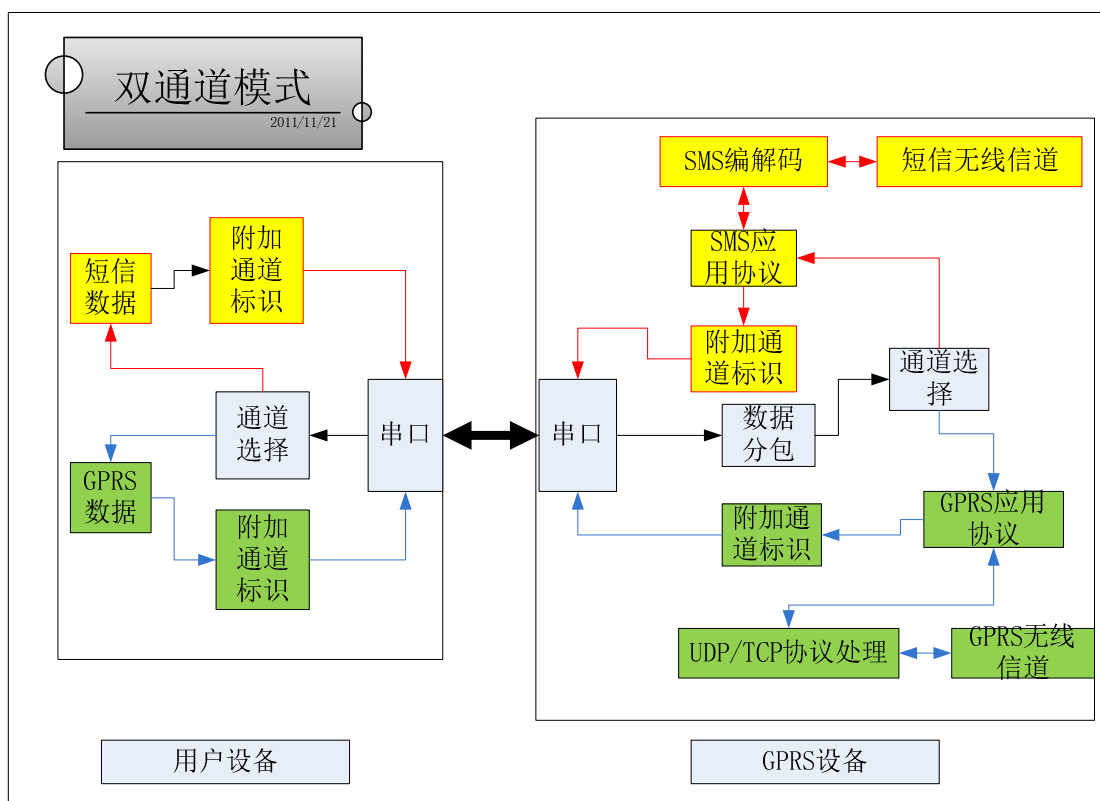 双通道模式
2011/11/21
SMS编解码
短信无线信道
附加
通道
标识
短信
数据
SMS应
用协议
附加通
道标识
通道选
择
通道
选择
串口
串口
数据
分包
GPRS
数据
附加
通道
标识
附加通
道标识
GPRS应用
协议
UDP/TCP协议处理
GPRS无线
信道
用户设备
GPRS设备